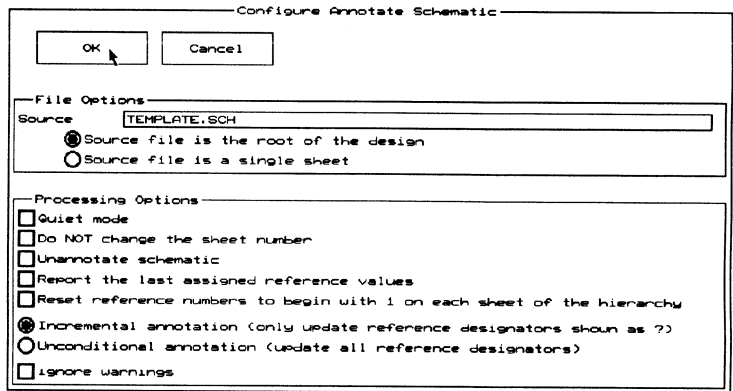 Configure Annotate Schematic
OK Cancel
File Options
Source TEMPLATE.SCH
Source file is the root of the design
Source file is a single sheet
Processing Options
Quiet mode
Do NOT change the sheet number
Unannotate schematic
Report the last assigned reference values
Reset reference numbers to begin with 1 on each sheet of the hierarchy
Incremental annotation (only update reference designators shown as ?)
Unconditional annotation (update all reference designators)
Ignore warnings